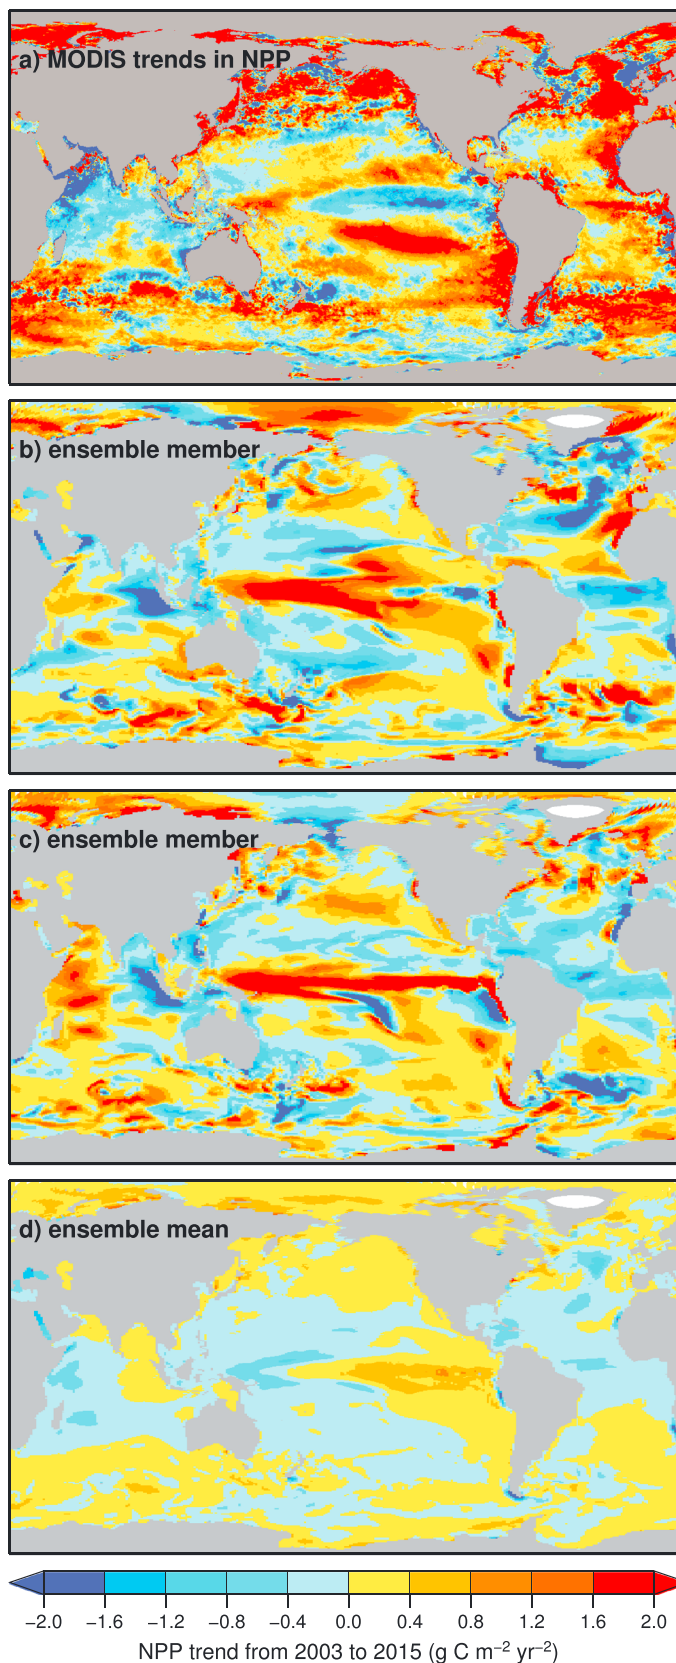 a) MODIS trends in NPP
b) ensemble member
c) ensemble member
d) ensemble mean
−2.0 −1.6 −1.2 −0.8 −0.4 0.0 0.4 0.8 1.2 1.6 2.0
NPP trend from 2003 to 2015 (g C m⁻² yr⁻²)